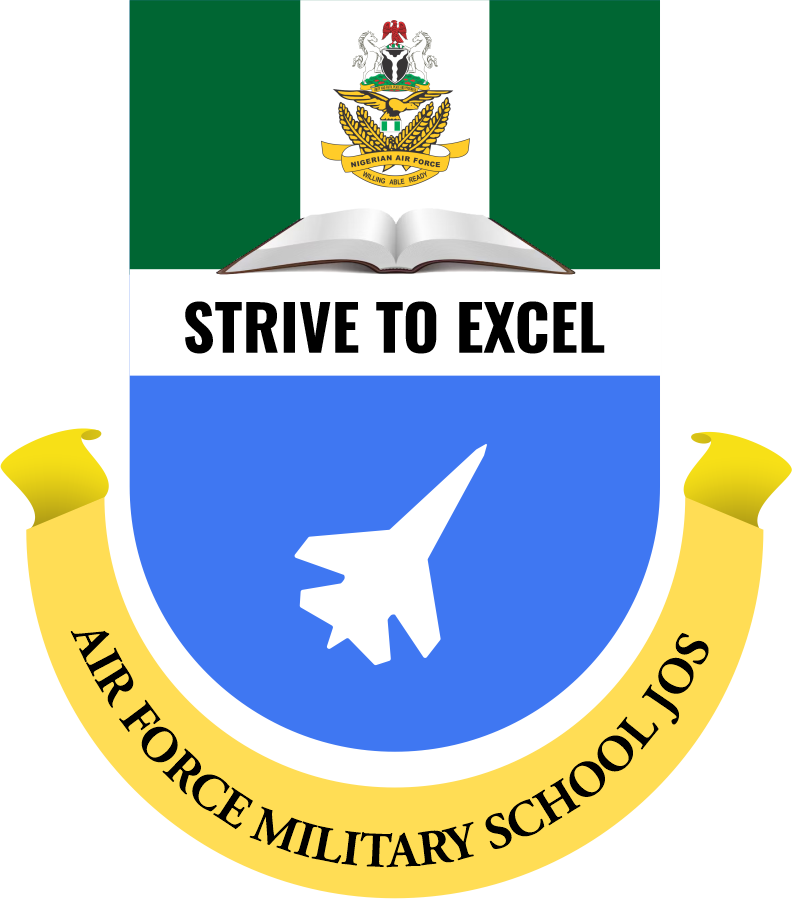 NIGERIAN AIR FORCE
WILLING ABLE READY
STRIVE TO EXCEL
AIR FORCE MILITARY SCHOOL JOS